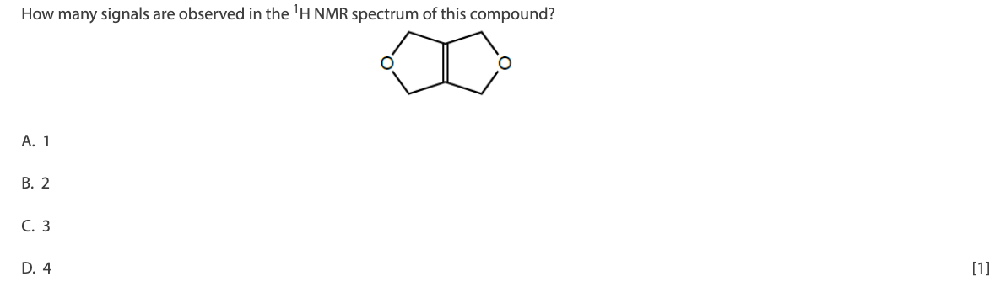 How many signals are observed in the ¹H NMR spectrum of this compound?
O O
A. 1
B. 2
C. 3
D. 4 [1]